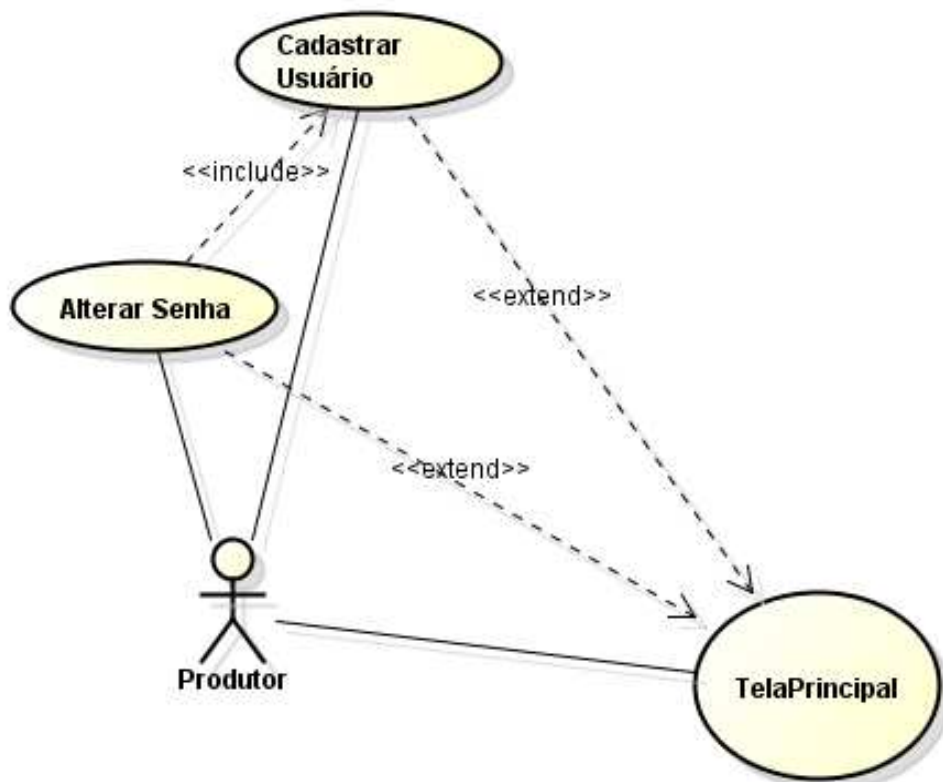 Cadastrar
Usuário
<<include>>
<<extend>>
Alterar Senha
<<extend>>
Produtor
TelaPrincipal